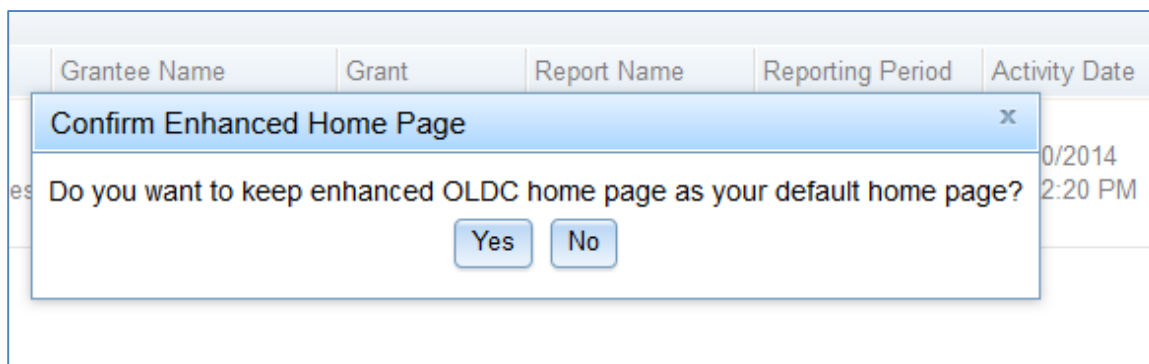 Grantee Name Grant Report Name Reporting Period Activity Date
Confirm Enhanced Home Page x
0/2014
Do you want to keep enhanced OLDC home page as your default home page?
es 2:20 PM
Yes No